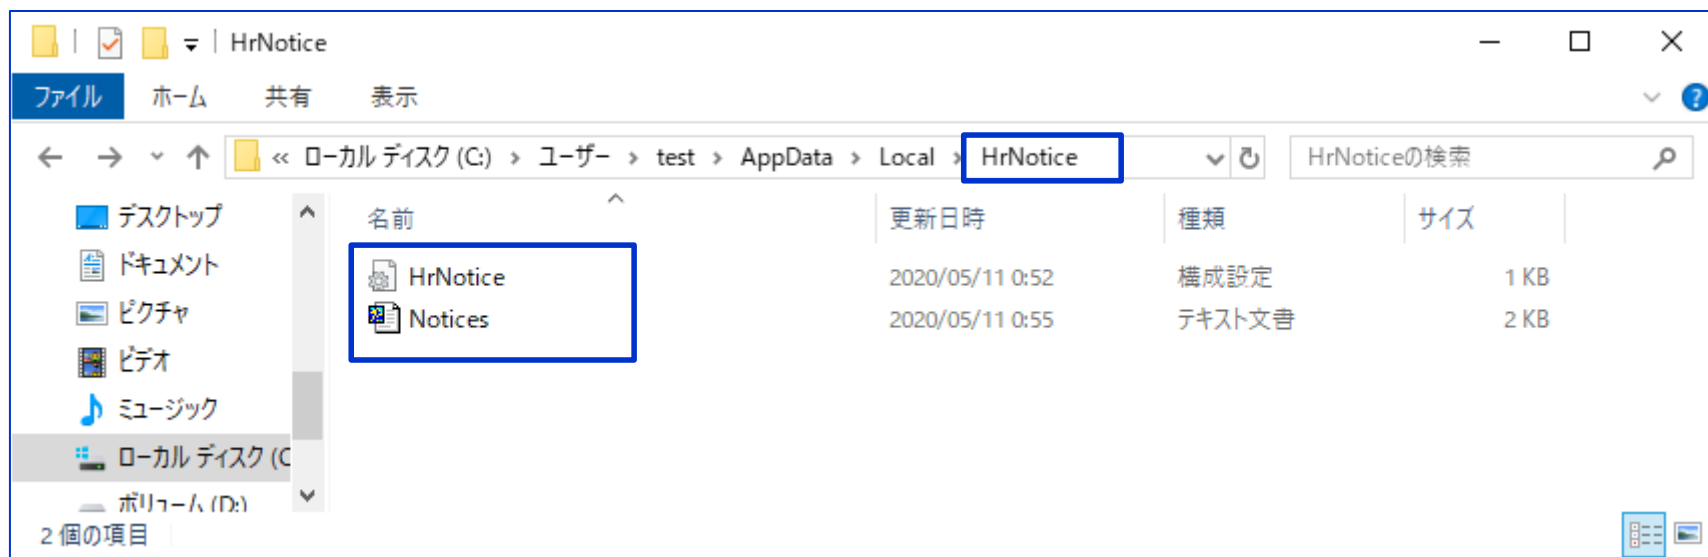 HrNotice
ファイル ホーム 共有 表示
« ローカル ディスク (C:) › ユーザー › test › AppData › Local › HrNotice HrNoticeの検索
デスクトップ
ドキュメント
ピクチャ
ビデオ
ミュージック
ローカル ディスク (C
ボリューム (D:)
名前 更新日時 種類 サイズ
HrNotice 2020/05/11 0:52 構成設定 1 KB
Notices 2020/05/11 0:55 テキスト文書 2 KB
2 個の項目